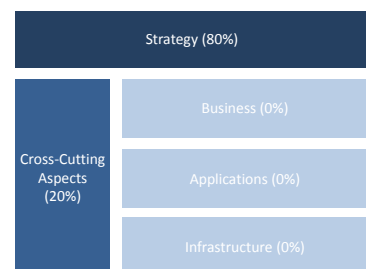 Strategy (80%)
Business (0%)
Cross-Cutting
Aspects
(20%)
Applications (0%)
Infrastructure (0%)